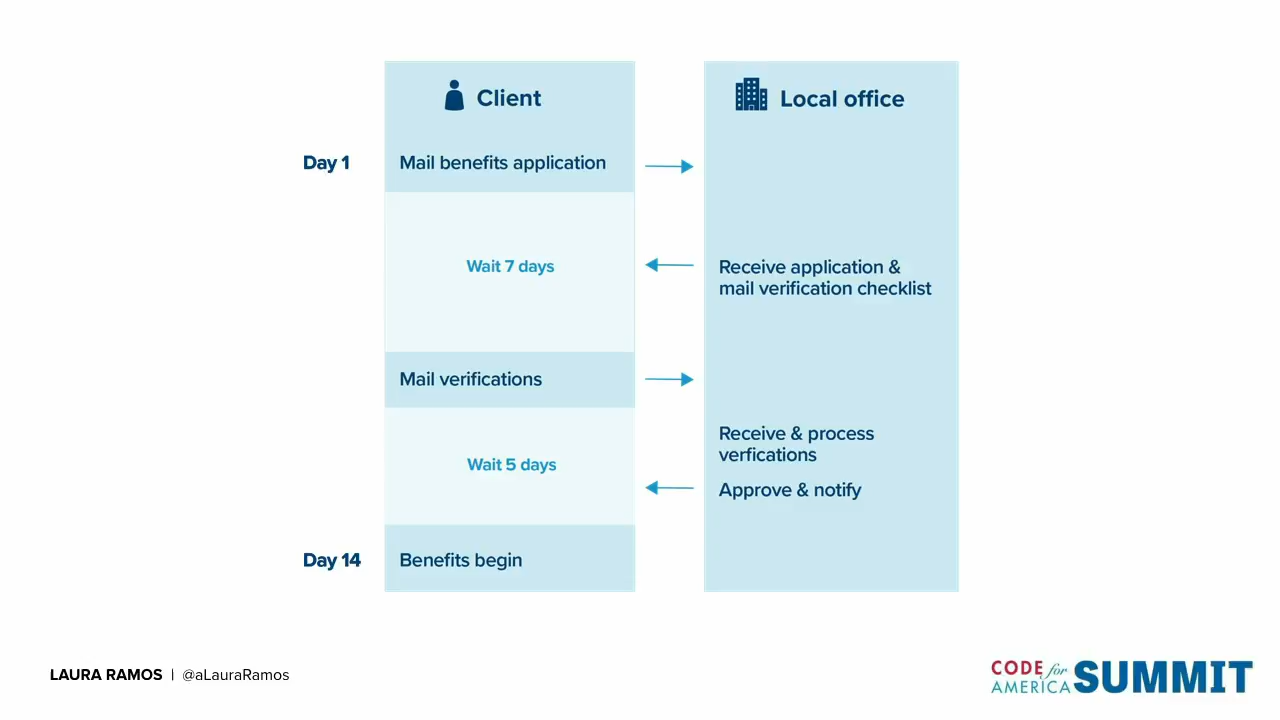 Client
Local office
Day 1
Mail benefits application
Wait 7 days
Receive application &
mail verification checklist
Mail verifications
Receive & process
verfications
Wait 5 days
Approve & notify
Day 14
Benefits begin
LAURA RAMOS | @aLauraRamos
CODE for
AMERICA SUMMIT